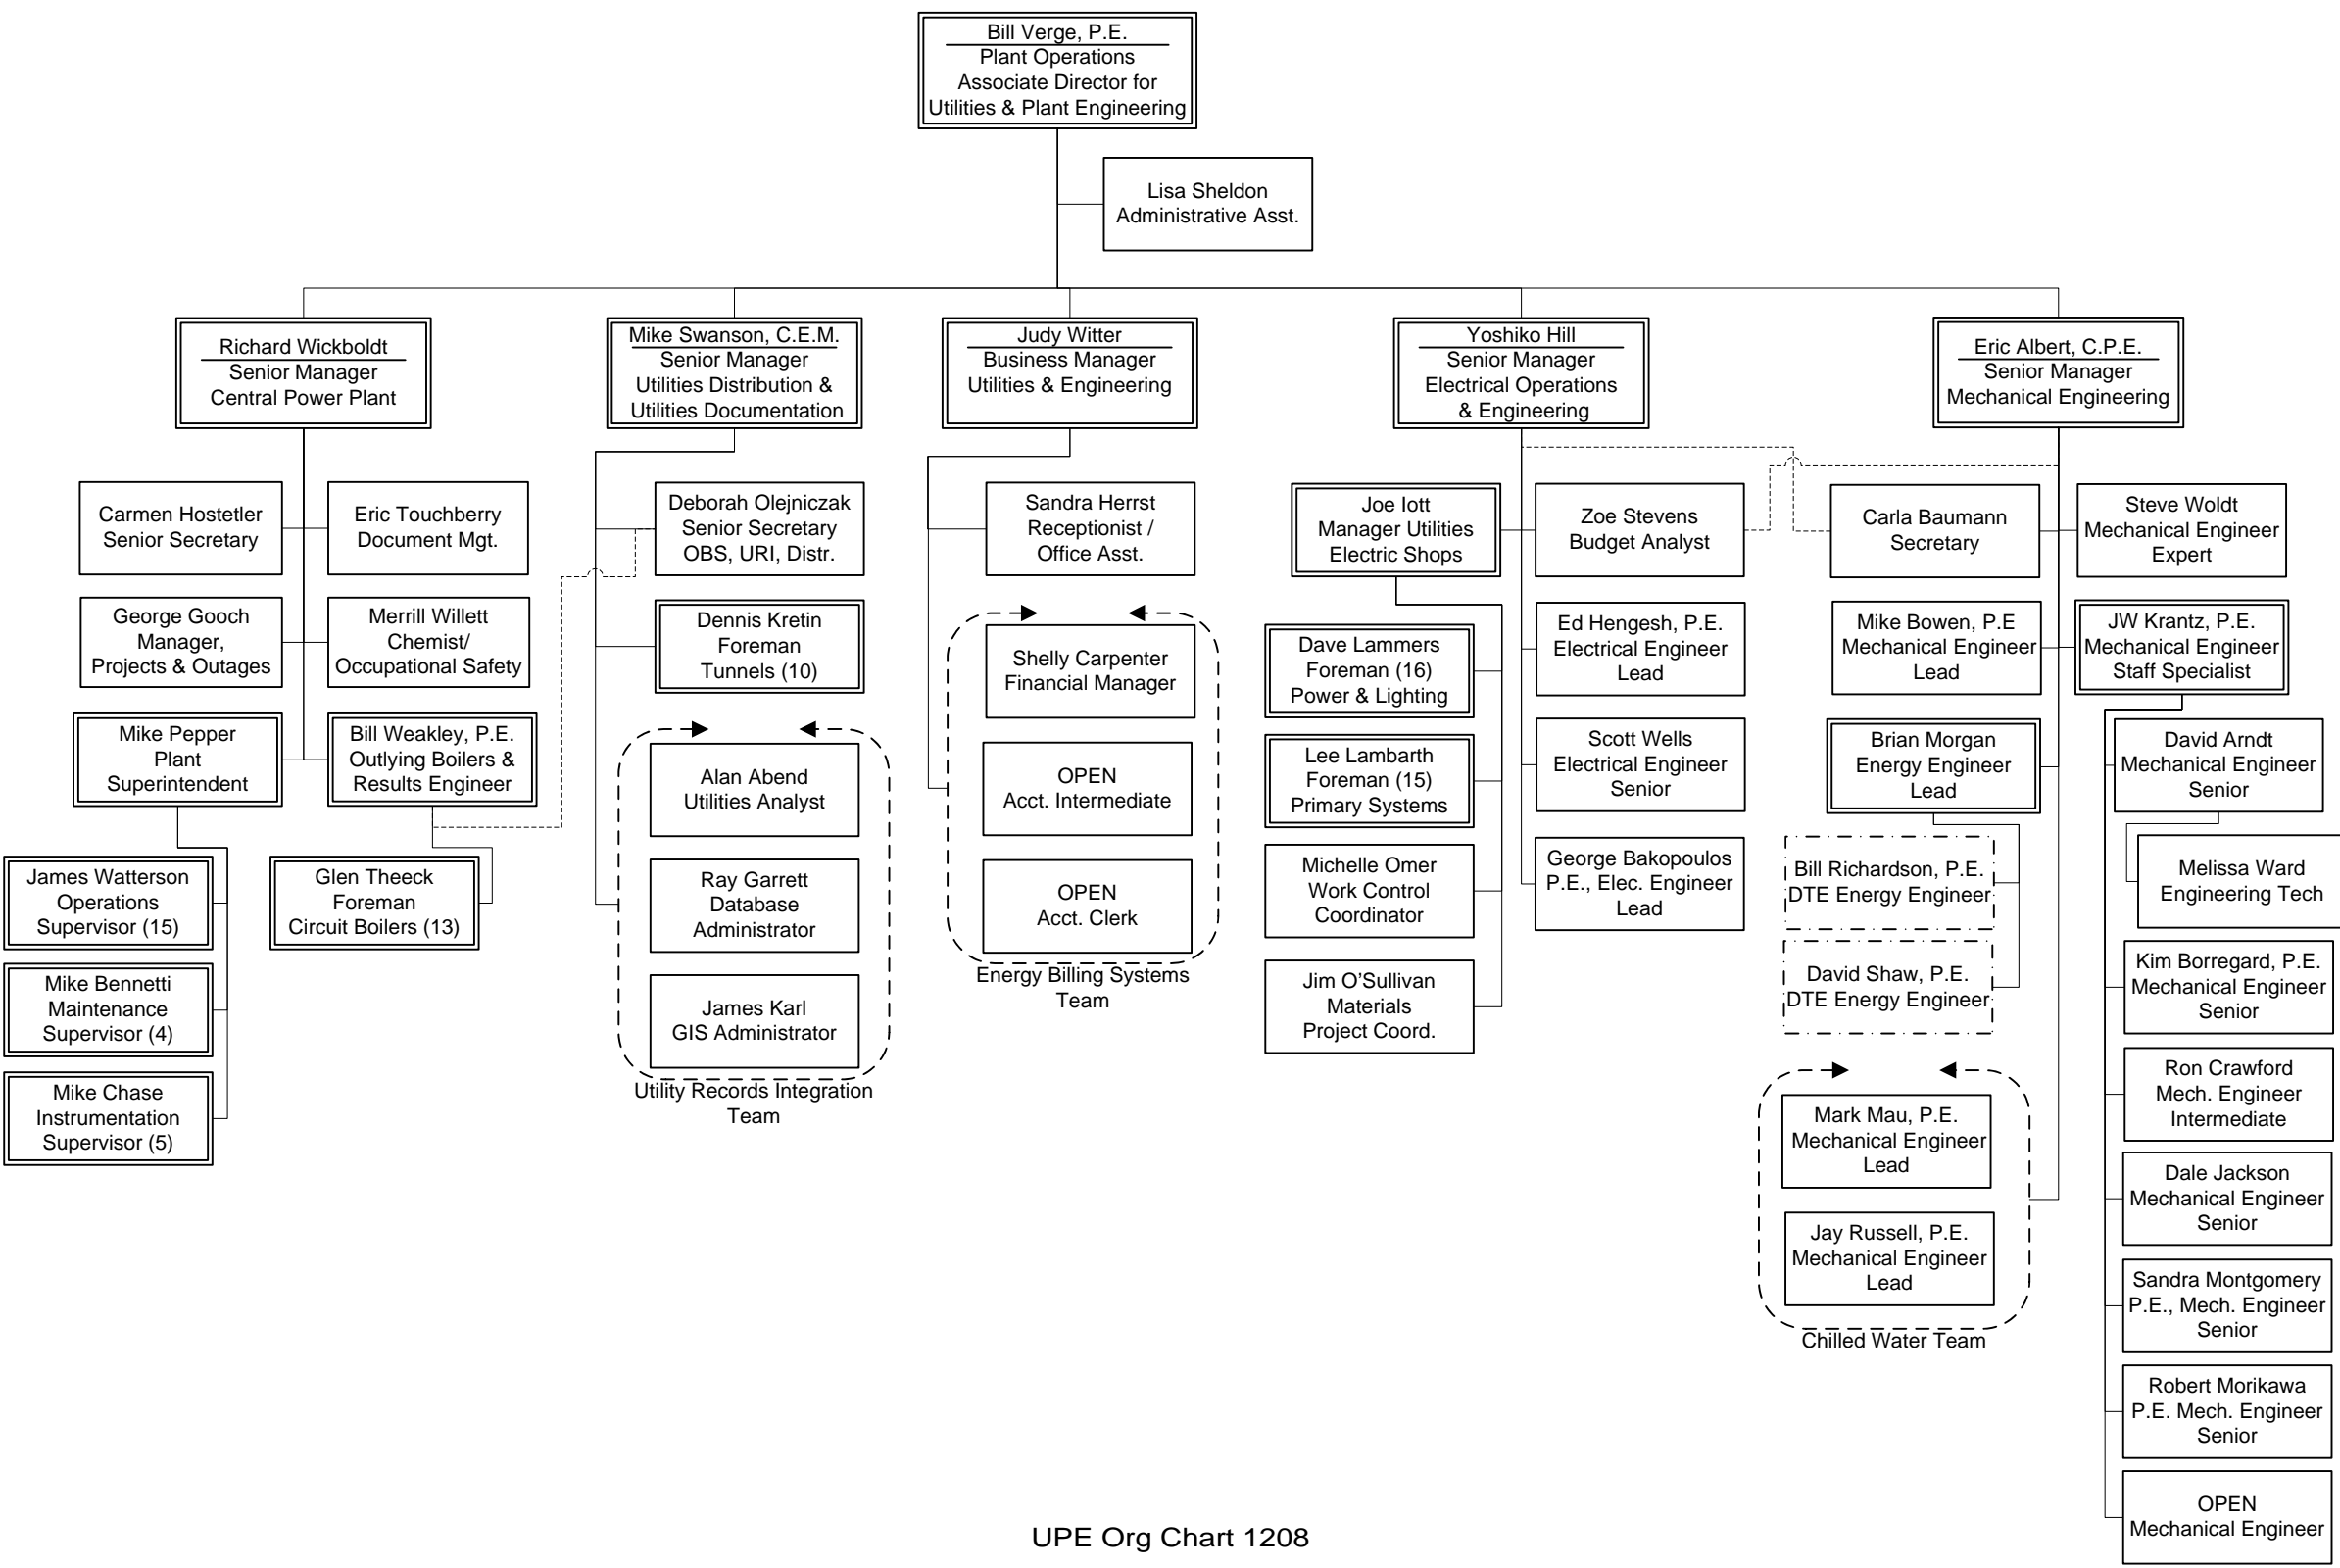 Bill Verge, P.E.
Plant Operations
Associate Director for
Utilities & Plant Engineering
Lisa Sheldon
Administrative Asst.
Richard Wickboldt
Senior Manager
Central Power Plant
Mike Swanson, C.E.M.
Senior Manager
Utilities Distribution &
Utilities Documentation
Judy Witter
Business Manager
Utilities & Engineering
Yoshiko Hill
Senior Manager
Electrical Operations
& Engineering
Eric Albert, C.P.E.
Senior Manager
Mechanical Engineering
Carmen Hostetler
Senior Secretary
Eric Touchberry
Document Mgt.
George Gooch
Manager,
Projects & Outages
Merrill Willett
Chemist/
Occupational Safety
Mike Pepper
Plant
Superintendent
Bill Weakley, P.E.
Outlying Boilers &
Results Engineer
James Watterson
Operations
Supervisor (15)
Glen Theeck
Foreman
Circuit Boilers (13)
Mike Bennetti
Maintenance
Supervisor (4)
Mike Chase
Instrumentation
Supervisor (5)
Deborah Olejniczak
Senior Secretary
OBS, URI, Distr.
Dennis Kretin
Foreman
Tunnels (10)
Alan Abend
Utilities Analyst
Ray Garrett
Database
Administrator
James Karl
GIS Administrator
Utility Records Integration
Team
Sandra Herrst
Receptionist /
Office Asst.
Shelly Carpenter
Financial Manager
OPEN
Acct. Intermediate
OPEN
Acct. Clerk
Energy Billing Systems
Team
Joe Iott
Manager Utilities
Electric Shops
Zoe Stevens
Budget Analyst
Dave Lammers
Foreman (16)
Power & Lighting
Ed Hengesh, P.E.
Electrical Engineer
Lead
Lee Lambarth
Foreman (15)
Primary Systems
Scott Wells
Electrical Engineer
Senior
Michelle Omer
Work Control
Coordinator
George Bakopoulos
P.E., Elec. Engineer
Lead
Jim O’Sullivan
Materials
Project Coord.
Carla Baumann
Secretary
Steve Woldt
Mechanical Engineer
Expert
Mike Bowen, P.E
Mechanical Engineer
Lead
JW Krantz, P.E.
Mechanical Engineer
Staff Specialist
Brian Morgan
Energy Engineer
Lead
Bill Richardson, P.E.
DTE Energy Engineer
David Shaw, P.E.
DTE Energy Engineer
Mark Mau, P.E.
Mechanical Engineer
Lead
Jay Russell, P.E.
Mechanical Engineer
Lead
Chilled Water Team
David Arndt
Mechanical Engineer
Senior
Melissa Ward
Engineering Tech
Kim Borregard, P.E.
Mechanical Engineer
Senior
Ron Crawford
Mech. Engineer
Intermediate
Dale Jackson
Mechanical Engineer
Senior
Sandra Montgomery
P.E., Mech. Engineer
Senior
Robert Morikawa
P.E. Mech. Engineer
Senior
OPEN
Mechanical Engineer
UPE Org Chart 1208